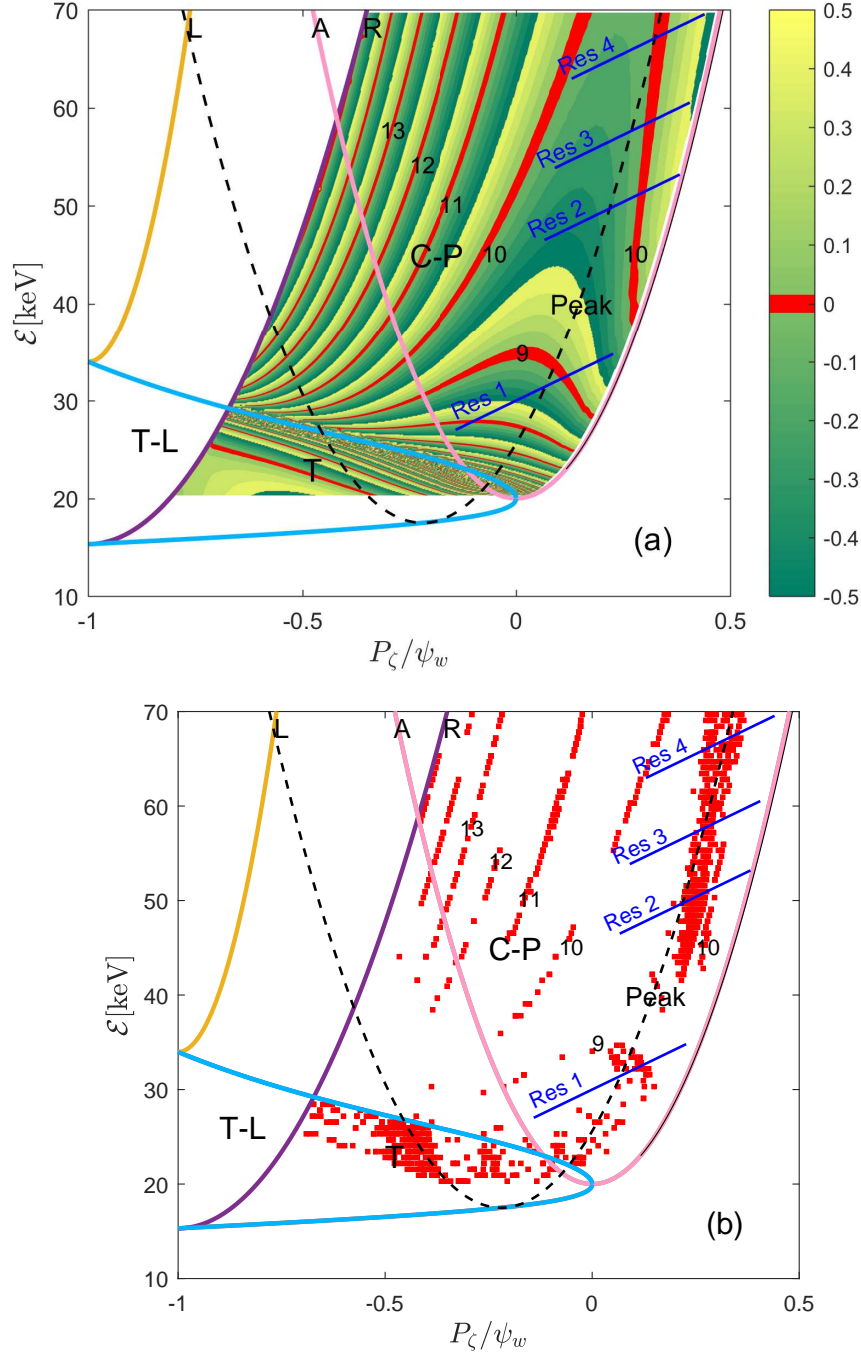 70
60
50
40
30
20
10
ℰ[keV]
L
A
R
Res 4
Res 3
Res 2
Res 1
13
12
11
10
10
9
C-P
Peak
T-L
T
(a)
-1
-0.5
0
0.5
P_ζ/ψ_w
0.5
0.4
0.3
0.2
0.1
0
-0.1
-0.2
-0.3
-0.4
-0.5
70
60
50
40
30
20
10
ℰ[keV]
L
A
R
Res 4
Res 3
Res 2
Res 1
13
12
11
10
10
9
C-P
Peak
T-L
T
(b)
-1
-0.5
0
0.5
P_ζ/ψ_w